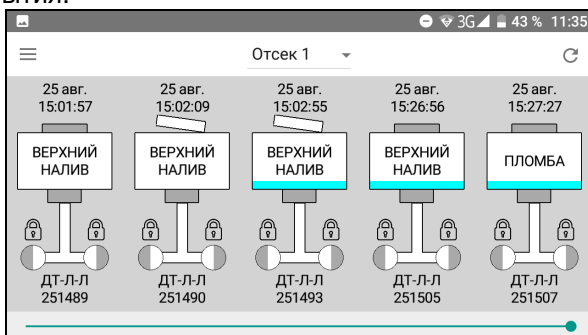 3G 43 % 11:35
Отсек 1
25 авг. 25 авг. 25 авг. 25 авг. 25 авг.
15:01:57 15:02:09 15:02:55 15:26:56 15:27:27
ВЕРХНИЙ ВЕРХНИЙ ВЕРХНИЙ ВЕРХНИЙ ПЛОМБА
НАЛИВ НАЛИВ НАЛИВ НАЛИВ
ДТ-Л-Л ДТ-Л-Л ДТ-Л-Л ДТ-Л-Л ДТ-Л-Л
251489 251490 251493 251505 251507